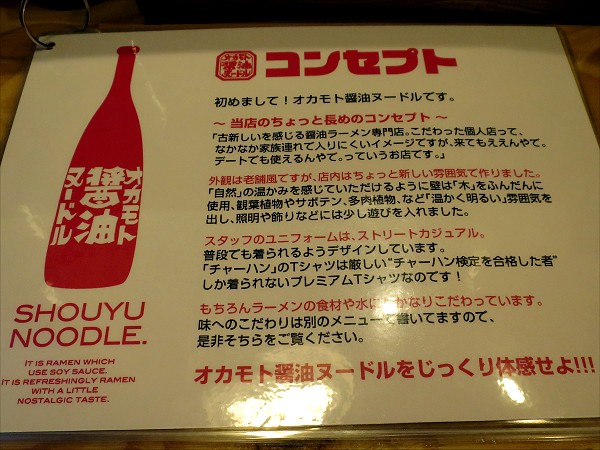 オカモト
醤油
ヌードル
SHOUYU
NOODLE.
IT IS RAMEN WHICH
USE SOY SAUCE.
IT IS REFRESHINGLY RAMEN
WITH A LITTLE
NOSTALGIC TASTE.
オカモト醤油ヌードル コンセプト
初めまして!オカモト醤油ヌードルです。
～ 当店のちょっと長めのコンセプト ～
「古新しいを感じる醤油ラーメン専門店。こだわった個人店って、
なかなか家族連れで入りにくいイメージですが、来てもええんやて。
デートても使えるんやて。っていうお店です。」
外観は老舗風ですが、店内はちょっと新しい雰囲気で作りました。
「自然」の温かみを感じていただけるように壁は「木」をふんだんに
使用、観葉植物やサボテン、多肉植物、など「温かく明るい」雰囲気を
出し、照明や飾りなどには少し遊びを入れました。
スタッフのユニフォームは、ストリートカジュアル。
普段でも着られるようデザインしています。
「チャーハン」のTシャツは厳しい"チャーハン検定を合格した者"
しか着られないプレミアムTシャツなのです!
もちろんラーメンの食材や水にかなりこだわっています。
味へのこだわりは別のメニューで書いてますので、
是非そちらをご覧ください。
オカモト醤油ヌードルをじっくり体感せよ!!!